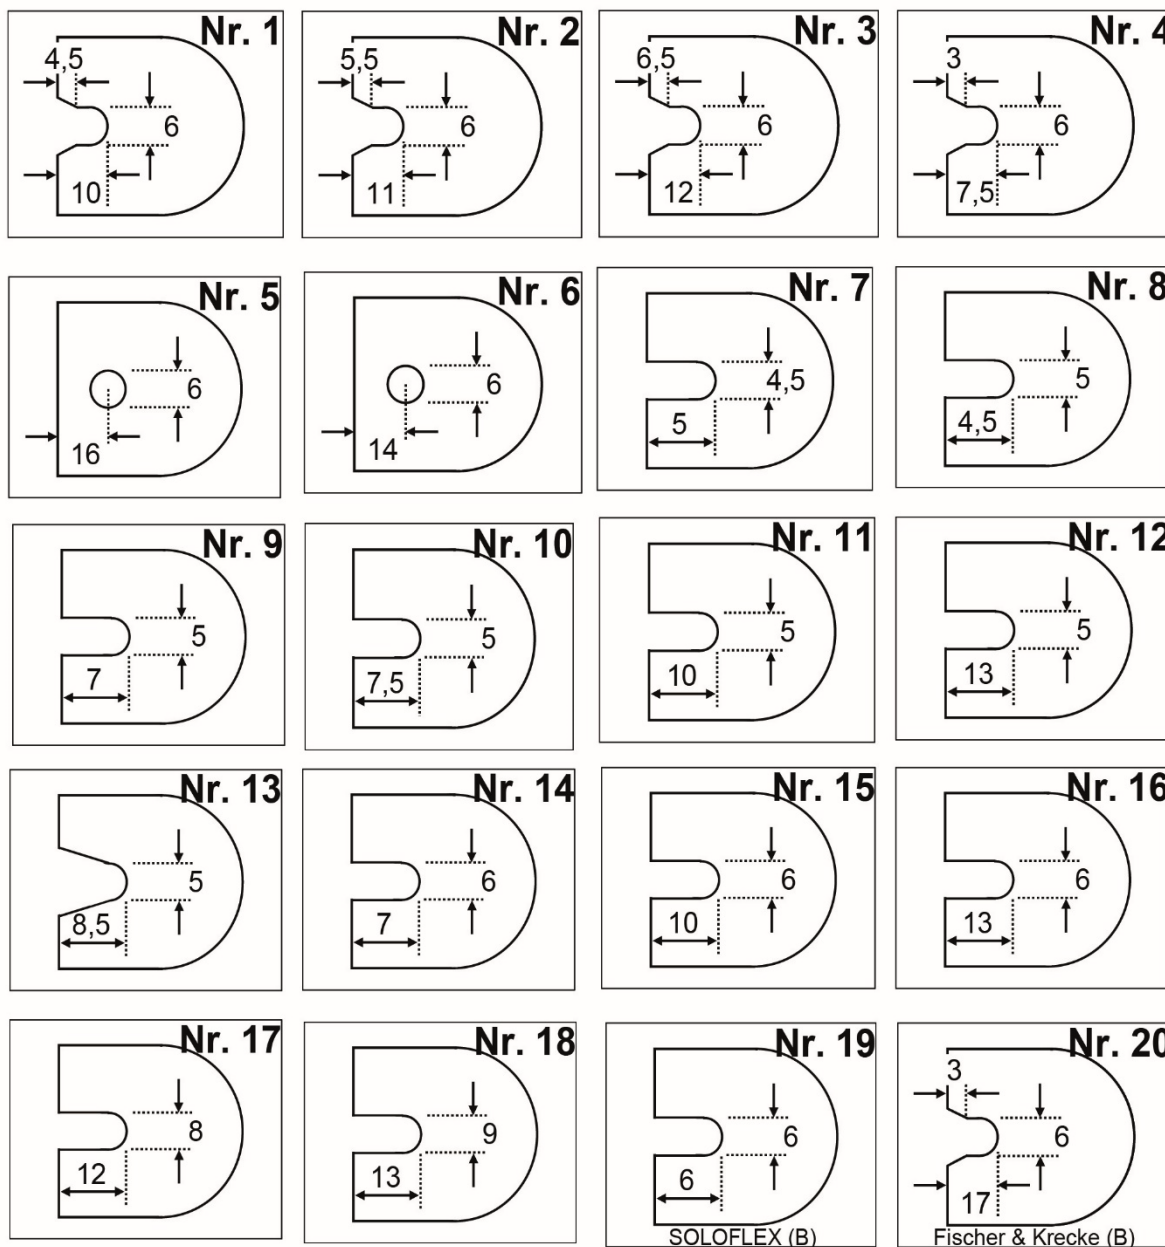 Nr. 1
4,5
6
10
Nr. 2
5,5
6
11
Nr. 3
6,5
6
12
Nr. 4
3
6
7,5
Nr. 5
6
16
Nr. 6
6
14
Nr. 7
4,5
5
Nr. 8
5
4,5
Nr. 9
5
7
Nr. 10
5
7,5
Nr. 11
5
10
Nr. 12
5
13
Nr. 13
5
8,5
Nr. 14
6
7
Nr. 15
6
10
Nr. 16
6
13
Nr. 17
8
12
Nr. 18
9
13
Nr. 19
6
6
SOLOFLEX (B)
Nr. 20
3
6
17
Fischer & Krecke (B)